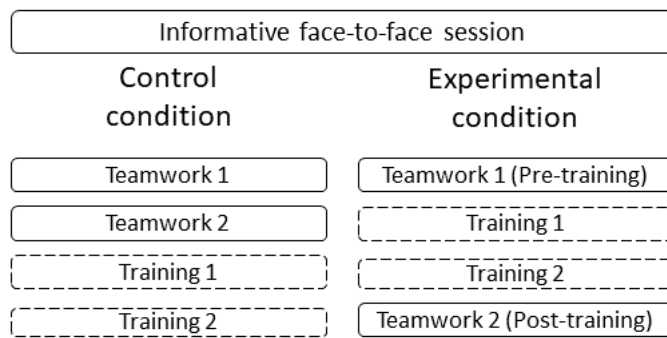 Informative face-to-face session
Control
condition
Teamwork 1
Teamwork 2
Training 1
Training 2
Experimental
condition
Teamwork 1 (Pre-training)
Training 1
Training 2
Teamwork 2 (Post-training)